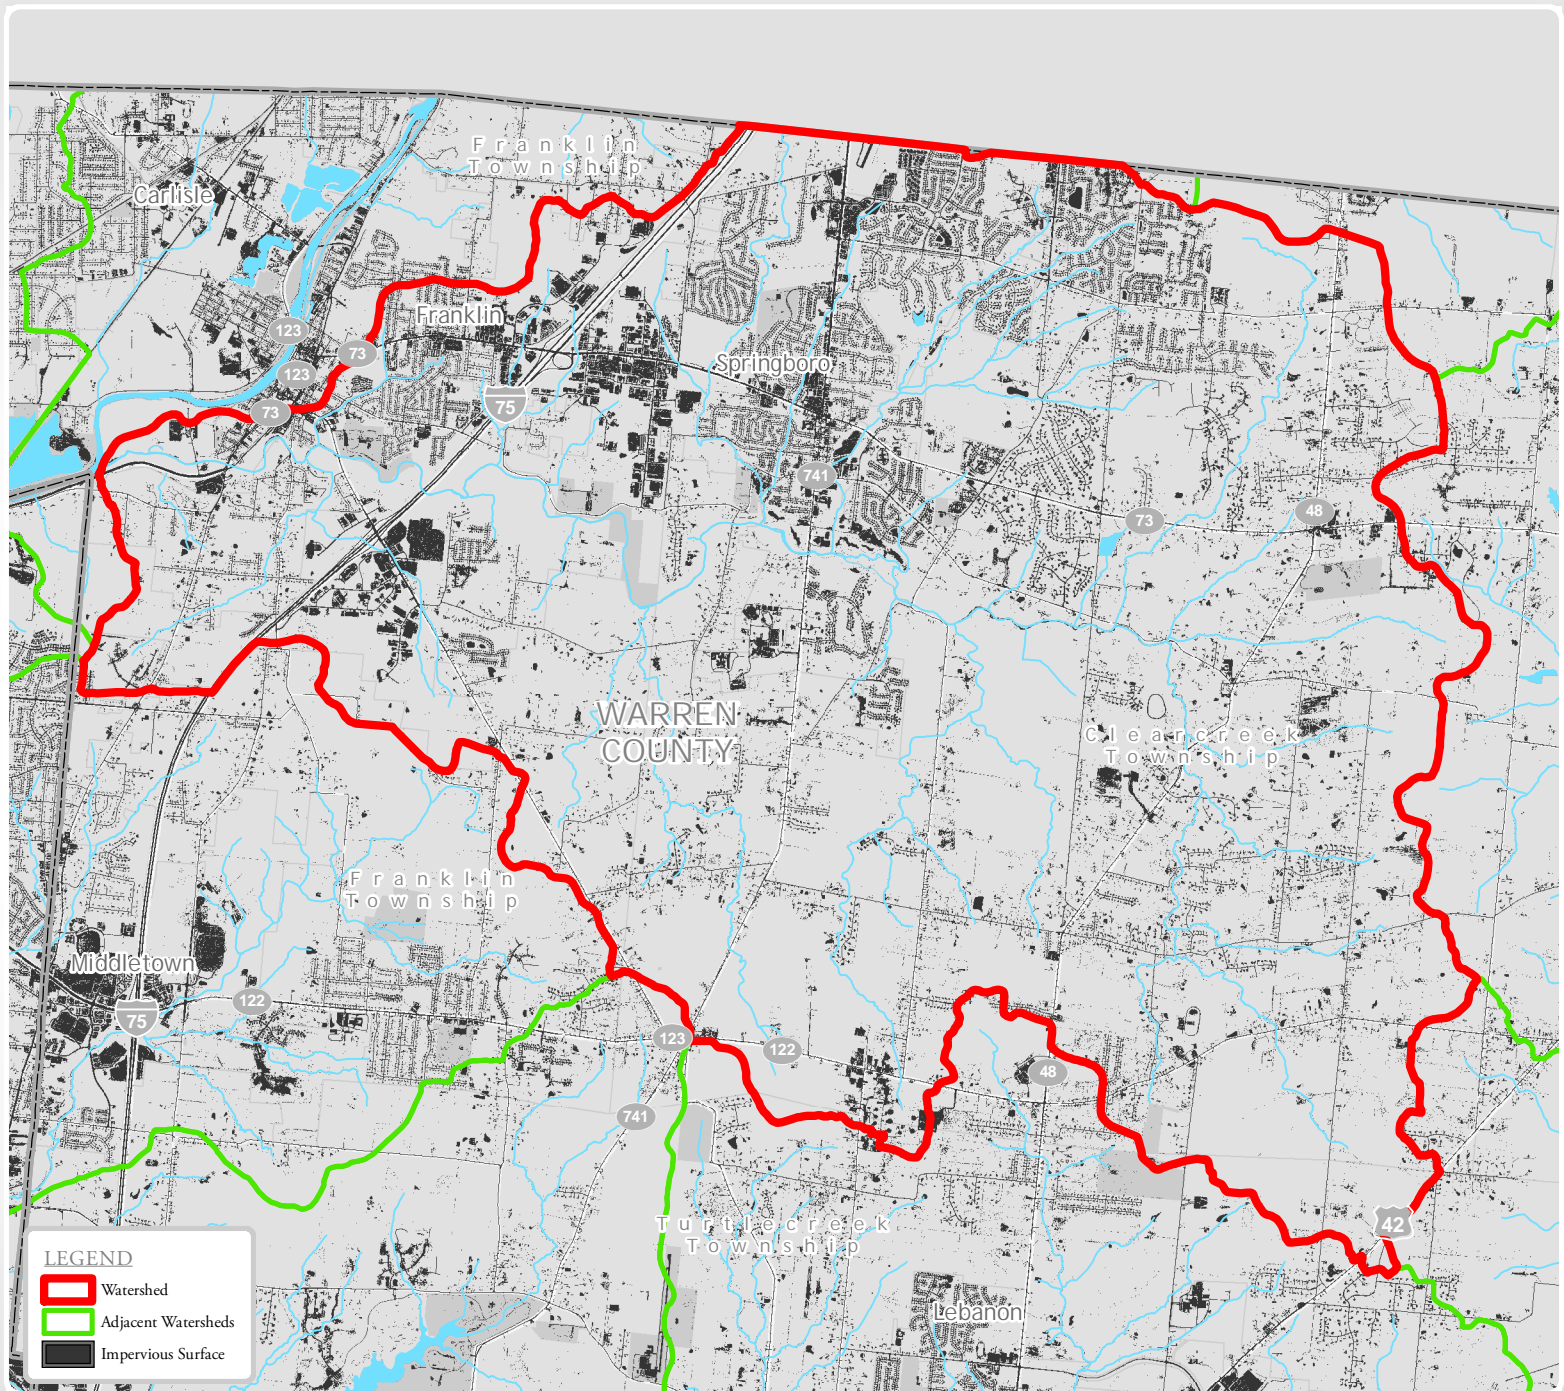 Franklin
Township
Carlisle
Franklin
123
73
123
Springboro
75
73
741
48
73
WARREN
COUNTY
Clearcreek
Township
Franklin
Township
Middletown
122
75
123
122
48
741
Turtlecreek
Township
42
Lebanon
LEGEND
Watershed
Adjacent Watersheds
Impervious Surface